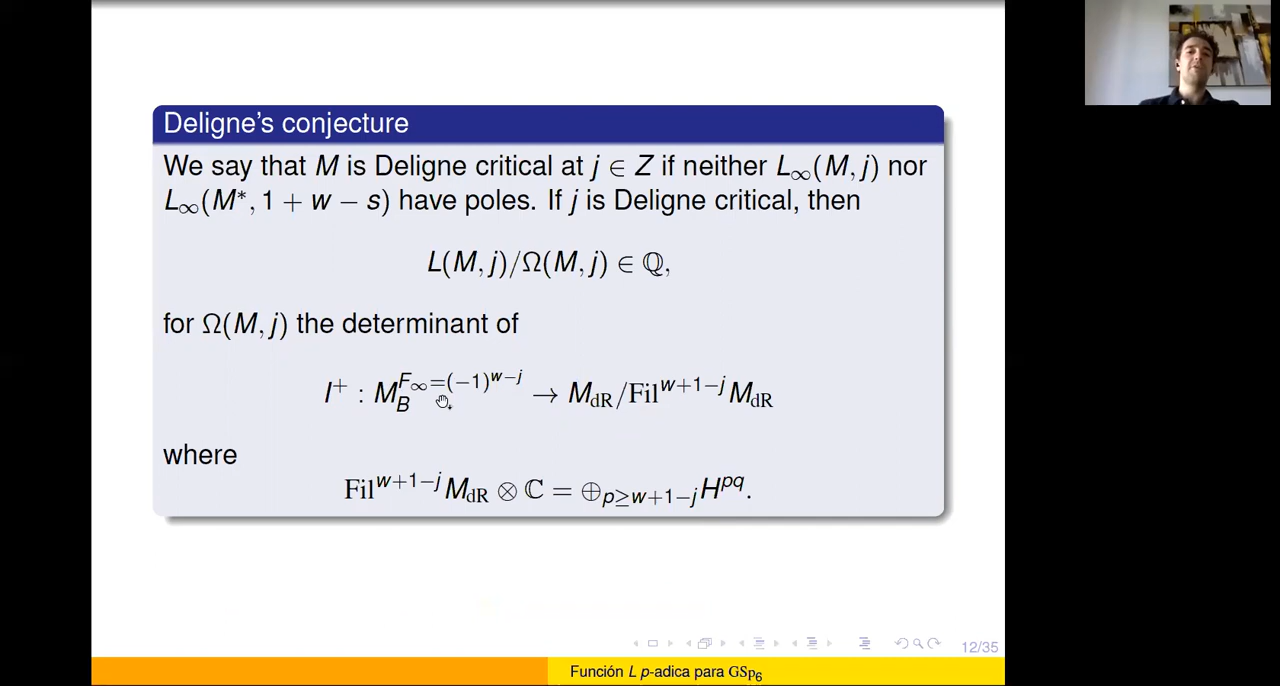 Deligne's conjecture
We say that M is Deligne critical at j ∈ Z if neither L∞(M, j) nor
L∞(M*, 1 + w − s) have poles. If j is Deligne critical, then
L(M, j)/Ω(M, j) ∈ ℚ,
for Ω(M, j) the determinant of
I⁺ : M_B^{F∞=(−1)^{w−j}} → M_dR/Fil^{w+1−j}M_dR
where
Fil^{w+1−j}M_dR ⊗ ℂ = ⊕_{p≥w+1−j}H^{pq}.
12/35
Función L p-adica para GSp₆